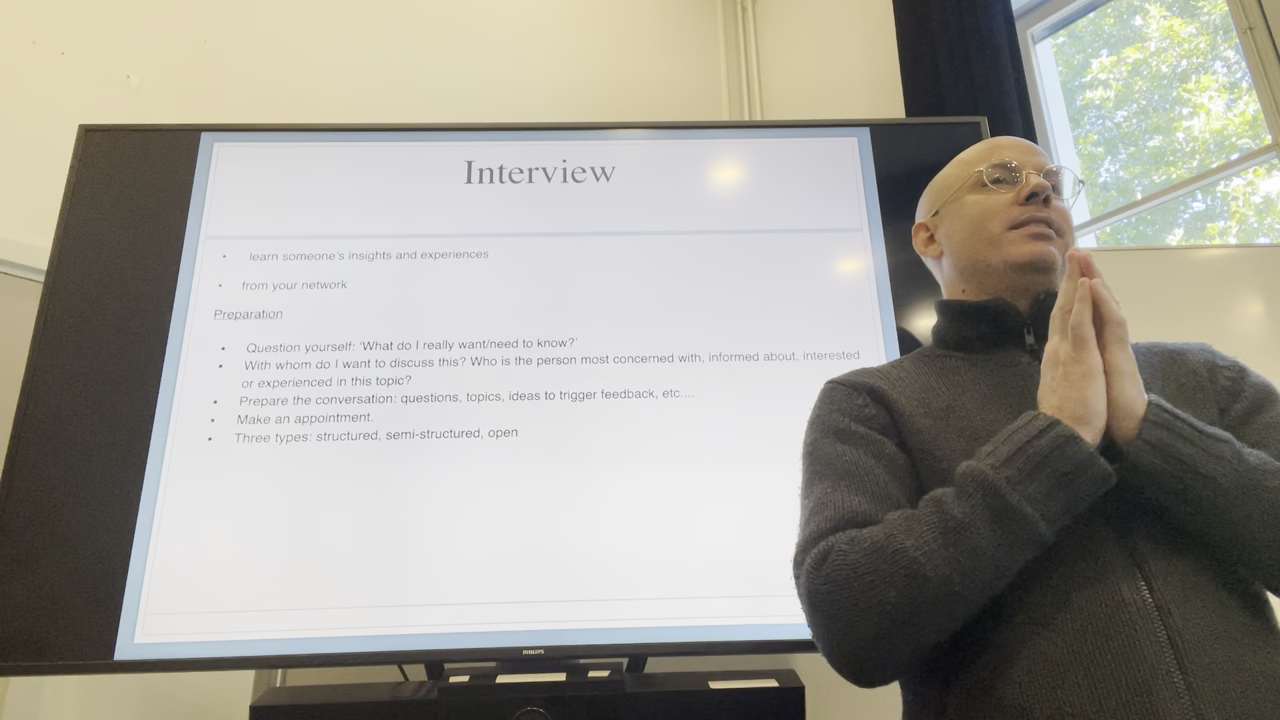 Interview
• learn someone's insights and experiences
• from your network
Preparation
• Question yourself: 'What do I really want/need to know?'
• With whom do I want to discuss this? Who is the person most concerned with, informed about, interested
or experienced in this topic?
• Prepare the conversation: questions, topics, ideas to trigger feedback, etc....
• Make an appointment.
• Three types: structured, semi-structured, open
PHILIPS